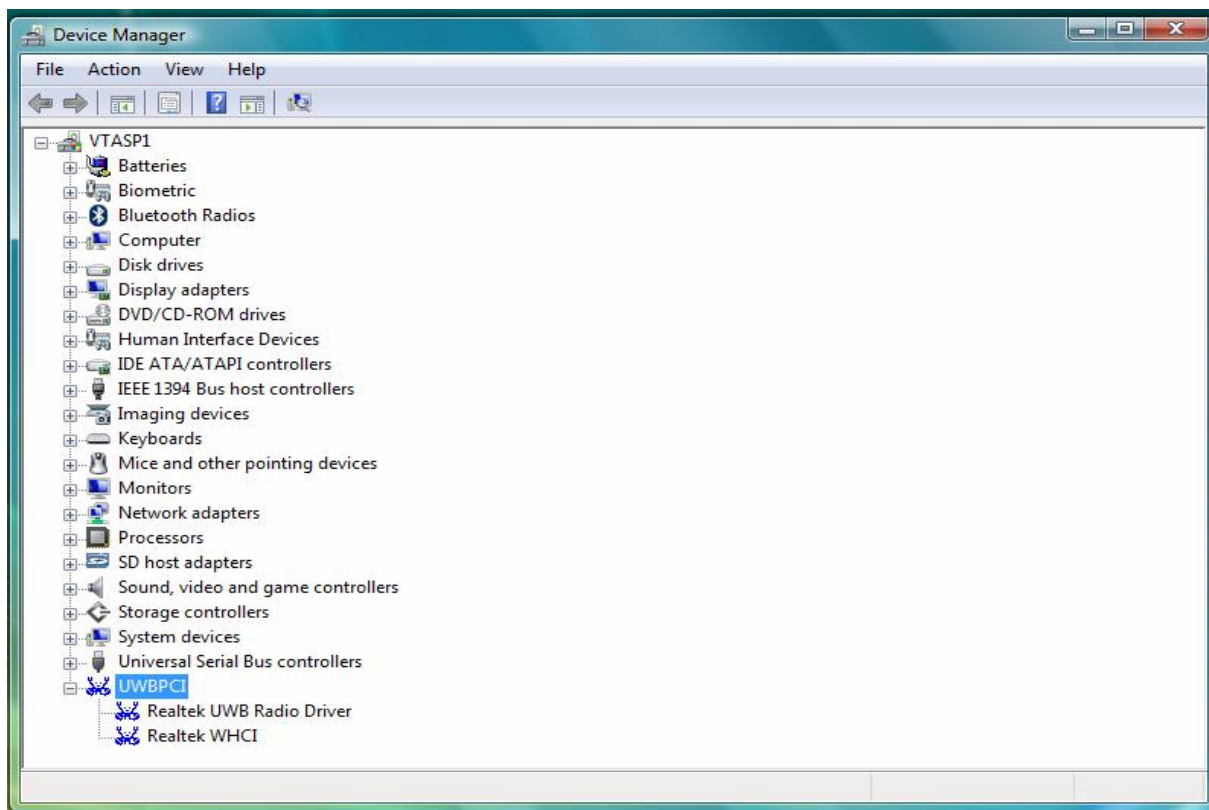 Device Manager
File Action View Help
VTASP1
Batteries
Biometric
Bluetooth Radios
Computer
Disk drives
Display adapters
DVD/CD-ROM drives
Human Interface Devices
IDE ATA/ATAPI controllers
IEEE 1394 Bus host controllers
Imaging devices
Keyboards
Mice and other pointing devices
Monitors
Network adapters
Processors
SD host adapters
Sound, video and game controllers
Storage controllers
System devices
Universal Serial Bus controllers
UWBPCI
Realtek UWB Radio Driver
Realtek WHCI